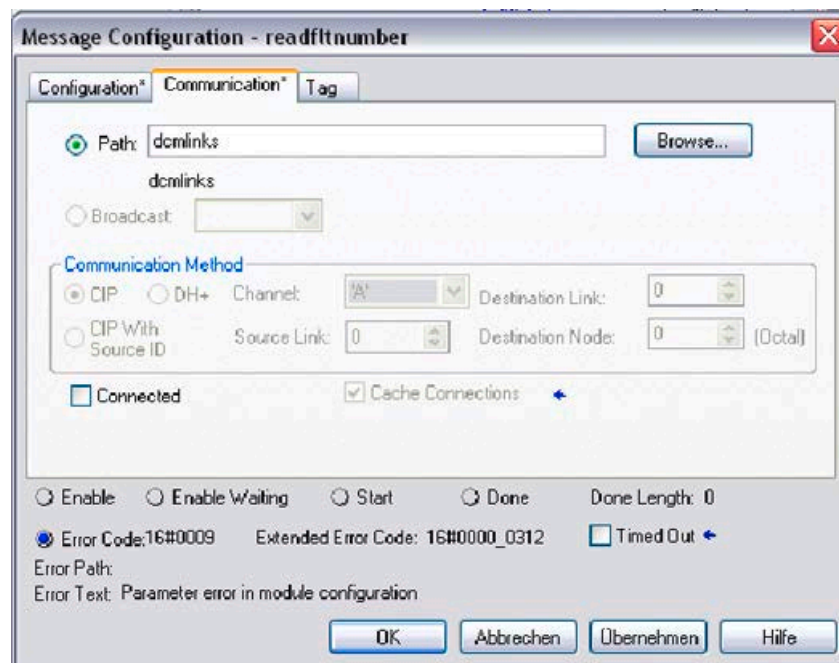 Message Configuration - readfltnumber
Configuration* Communication* Tag
Path: dcmlinks Browse...
dcmlinks
Broadcast:
Communication Method
CIP DH+ Channel: 'A' Destination Link: 0
CIP With Source ID Source Link: 0 Destination Node: 0 (Octal)
Connected Cache Connections
Enable Enable Waiting Start Done Done Length: 0
Error Code: 16#0009 Extended Error Code: 16#0000_0312 Timed Out
Error Path:
Error Text: Parameter error in module configuration
OK Abbrechen Übernehmen Hilfe